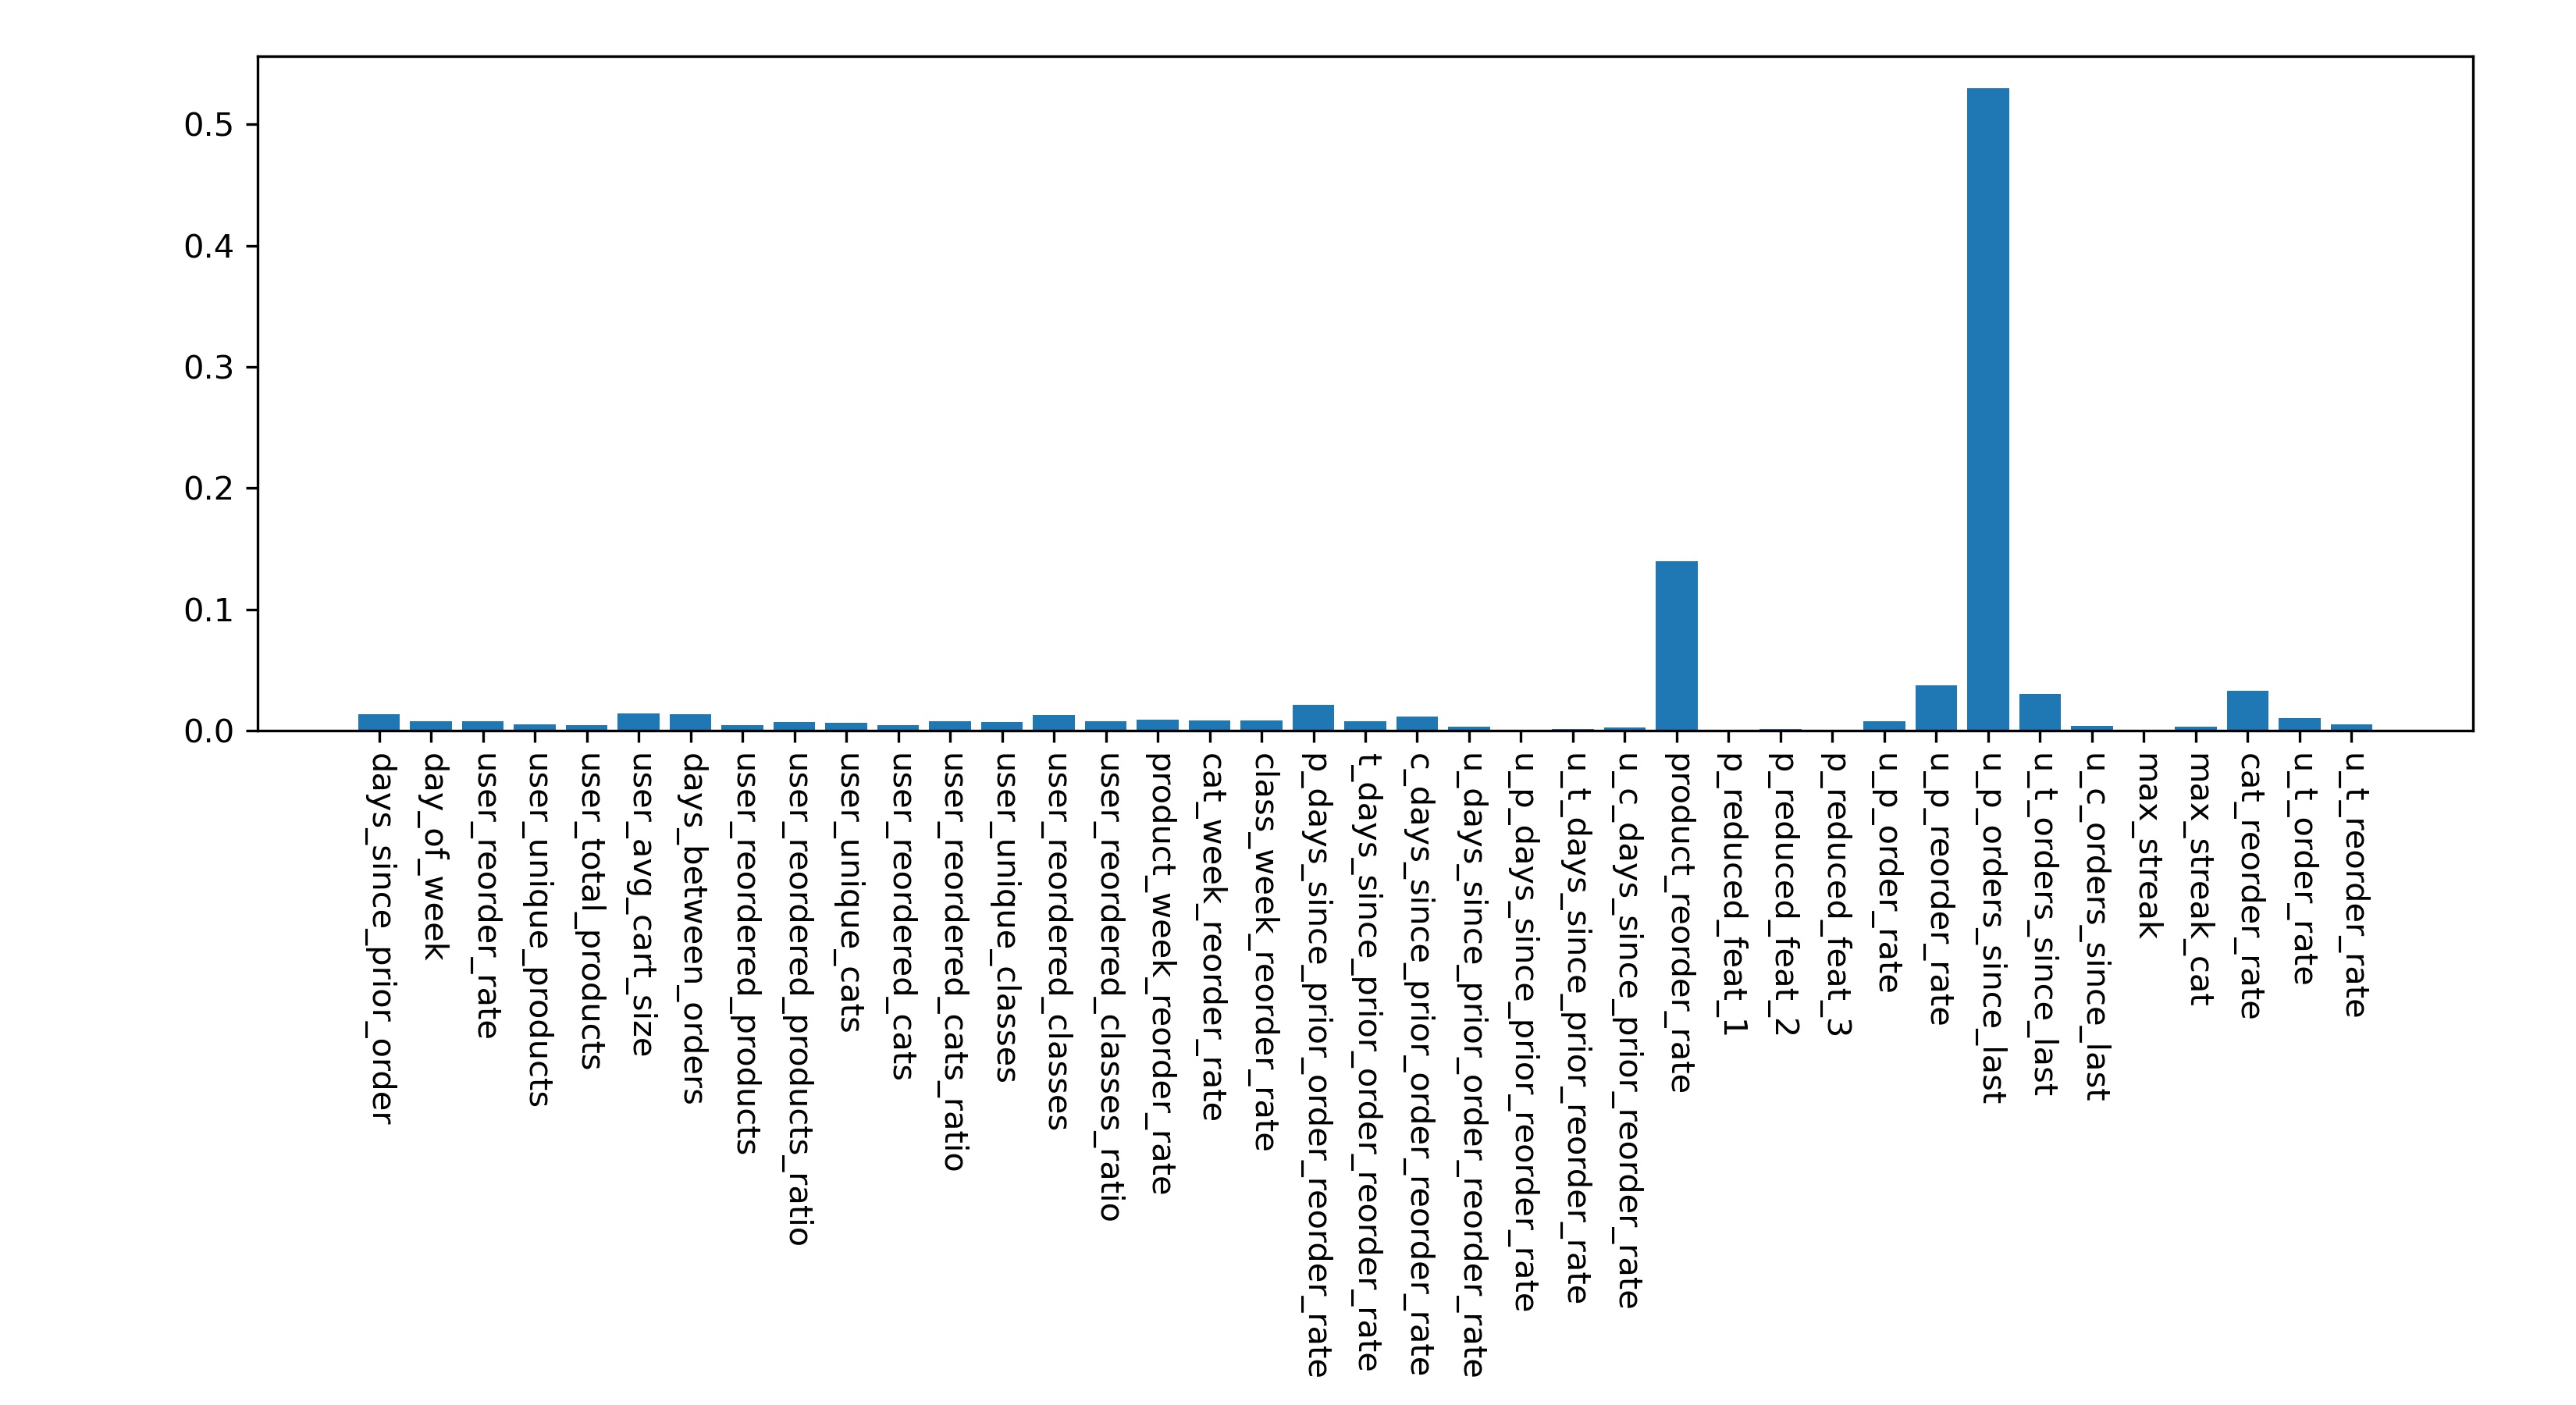 0.5
0.4
0.3
0.2
0.1
0.0
days_since_prior_order
day_of_week
user_reorder_rate
user_unique_products
user_total_products
user_avg_cart_size
days_between_orders
user_reordered_products
user_reordered_products_ratio
user_unique_cats
user_reordered_cats
user_reordered_cats_ratio
user_unique_classes
user_reordered_classes
user_reordered_classes_ratio
product_week_reorder_rate
cat_week_reorder_rate
class_week_reorder_rate
p_days_since_prior_order_reorder_rate
t_days_since_prior_order_reorder_rate
c_days_since_prior_order_reorder_rate
u_days_since_prior_order_reorder_rate
u_p_days_since_prior_reorder_rate
u_t_days_since_prior_reorder_rate
u_c_days_since_prior_reorder_rate
product_reorder_rate
p_reduced_feat_1
p_reduced_feat_2
p_reduced_feat_3
u_p_order_rate
u_p_reorder_rate
u_p_orders_since_last
u_t_orders_since_last
u_c_orders_since_last
max_streak
max_streak_cat
cat_reorder_rate
u_t_order_rate
u_t_reorder_rate